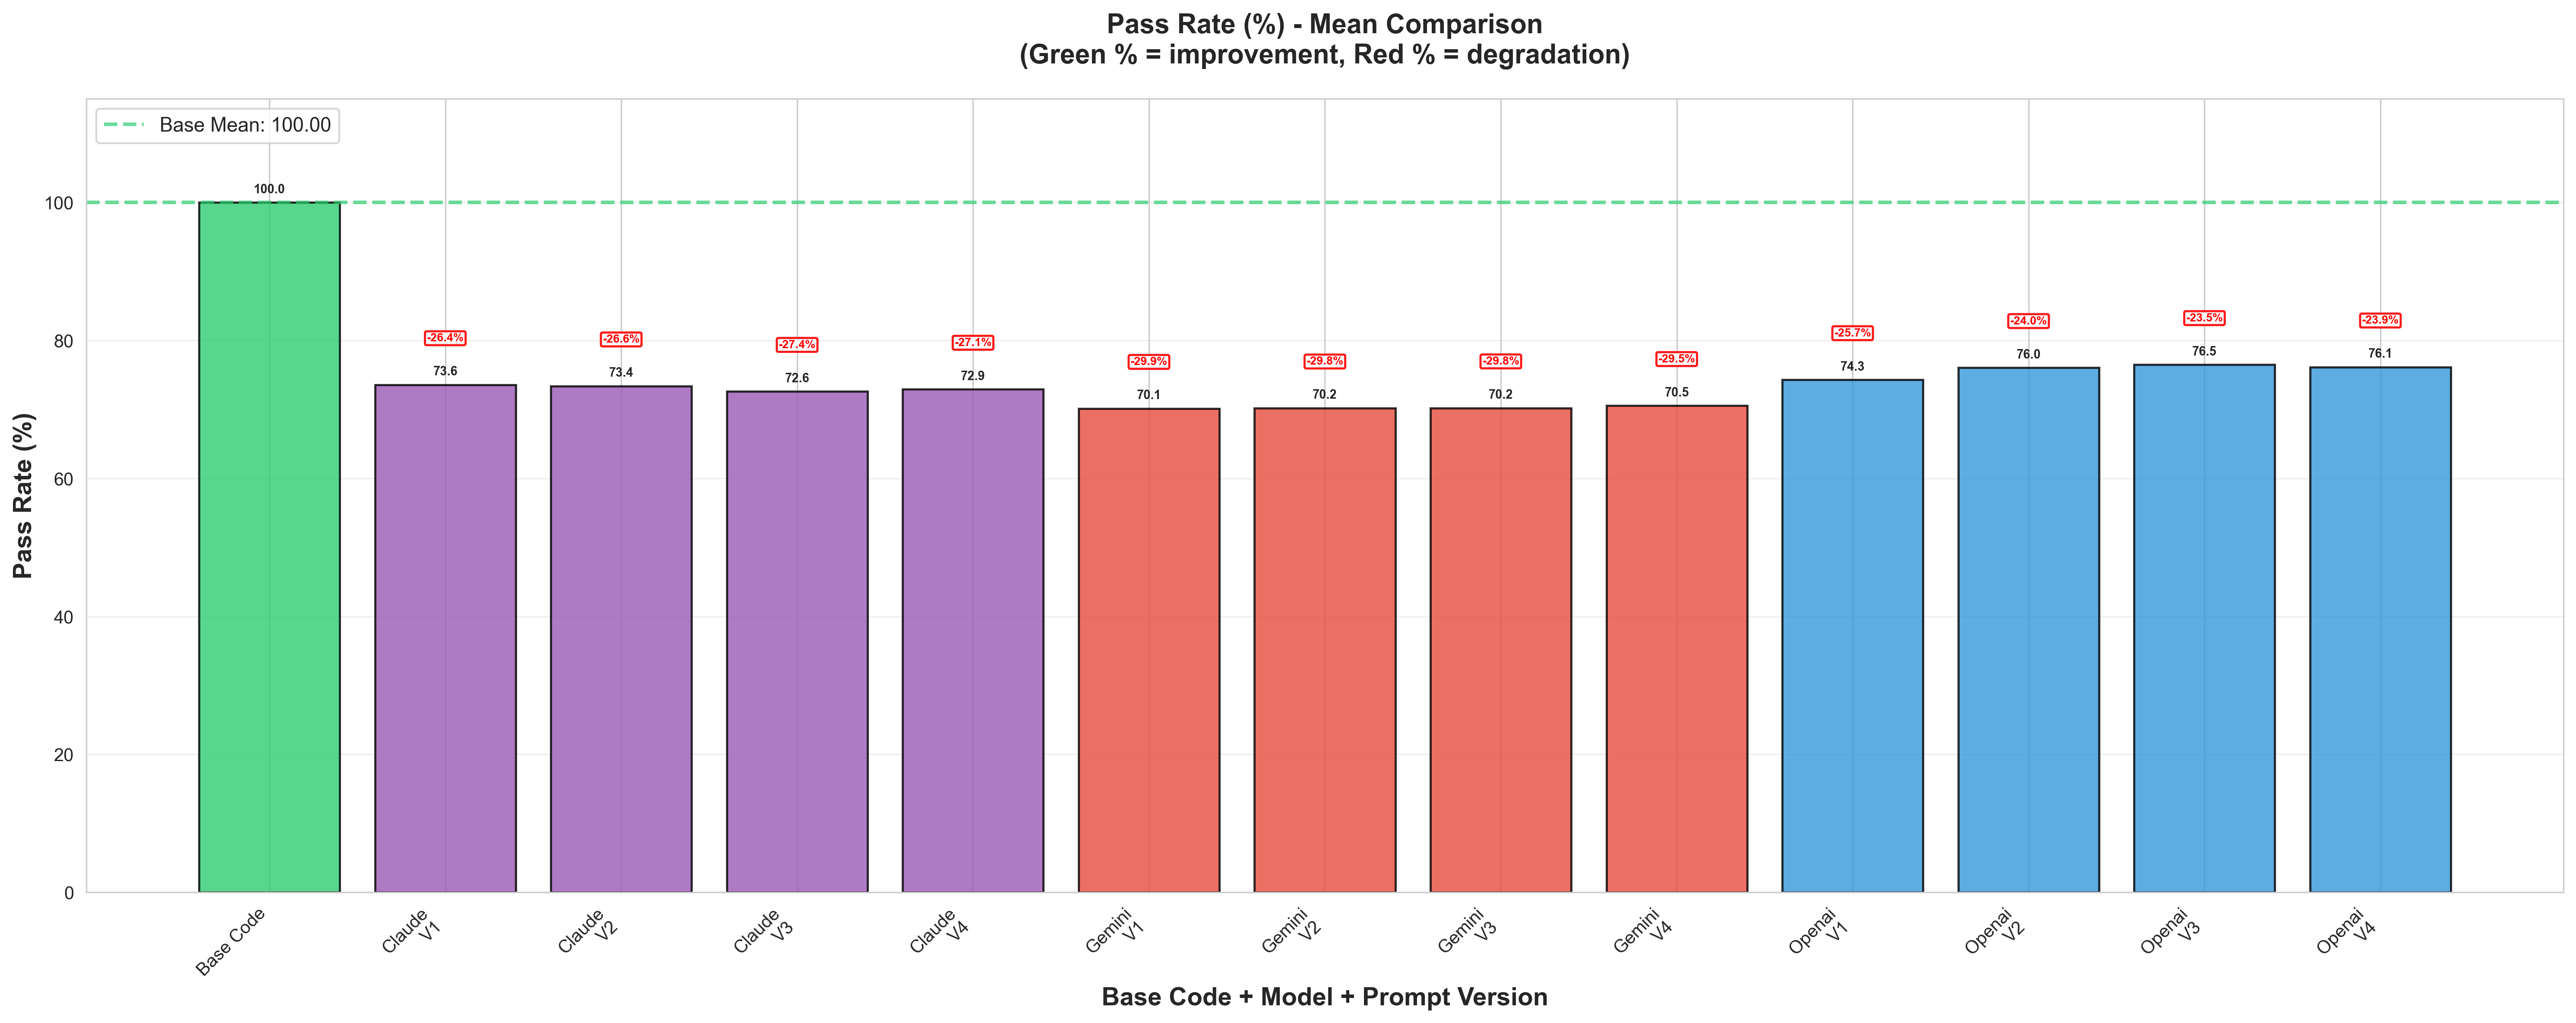 Pass Rate (%) - Mean Comparison
(Green % = improvement, Red % = degradation)
Base Mean: 100.00
Pass Rate (%)
100
80
60
40
20
0
100.0
-26.4%
73.6
-26.6%
73.4
-27.4%
72.6
-27.1%
72.9
-29.9%
70.1
-29.8%
70.2
-29.8%
70.2
-29.5%
70.5
-25.7%
74.3
-24.0%
76.0
-23.5%
76.5
-23.9%
76.1
Base Code
Claude
V1
Claude
V2
Claude
V3
Claude
V4
Gemini
V1
Gemini
V2
Gemini
V3
Gemini
V4
Openai
V1
Openai
V2
Openai
V3
Openai
V4
Base Code + Model + Prompt Version